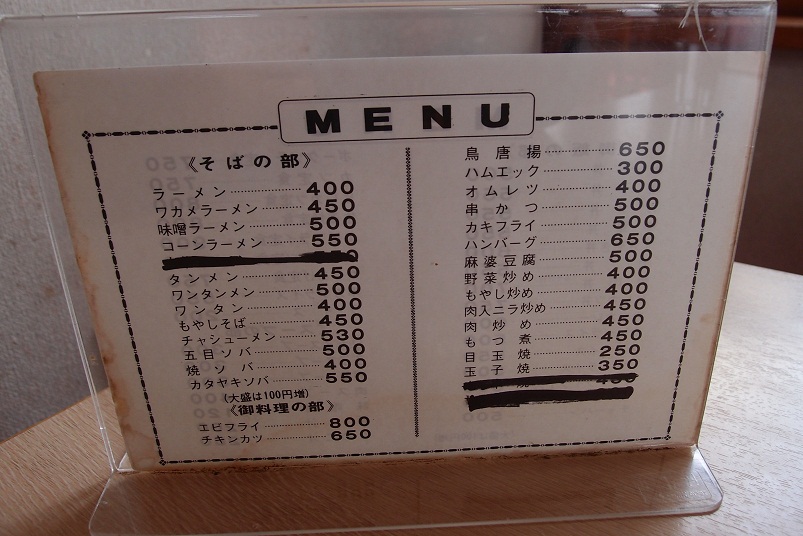 MENU
《そばの部》
ラーメン 400
ワカメラーメン 450
味噌ラーメン 500
コーンラーメン 550
タンメン 450
ワンタンメン 500
ワンタン 400
もやしそば 450
チャシューメン 530
五目ソバ 500
焼ソバ 400
カタヤキソバ 550
(大盛は100円増)
《御料理の部》
エビフライ 800
チキンカツ 650
鳥唐揚 650
ハムエック 300
オムレツ 400
串かつ 500
カキフライ 500
ハンバーグ 650
麻婆豆腐 500
野菜炒め 400
もやし炒め 400
肉入ニラ炒め 450
肉炒め 450
もつ煮 450
目玉焼 250
玉子焼 350